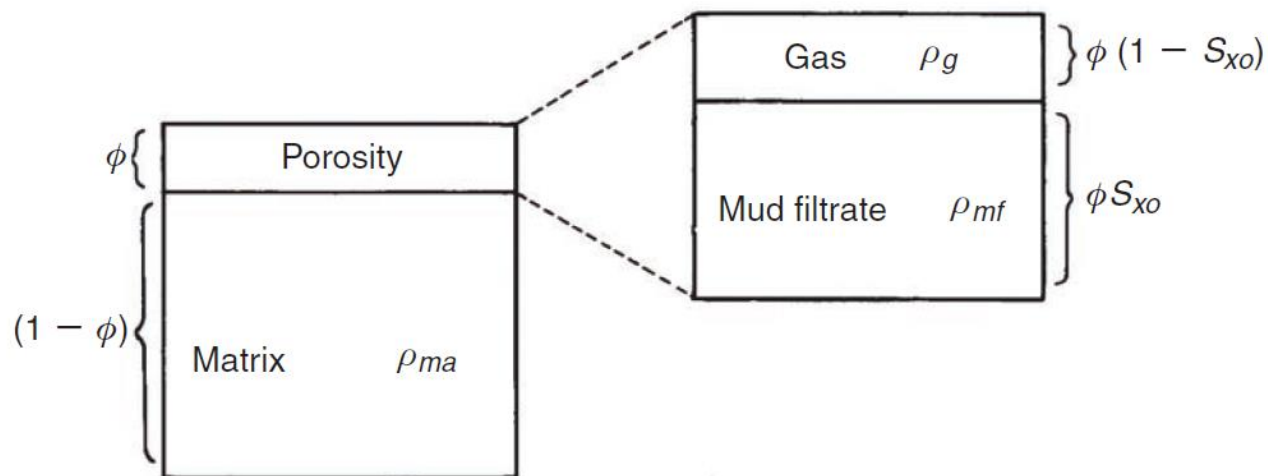 Gas ρg
ϕ (1 − Sxo)
ϕ
Porosity
Mud filtrate ρmf
ϕSxo
(1 − ϕ)
Matrix ρma